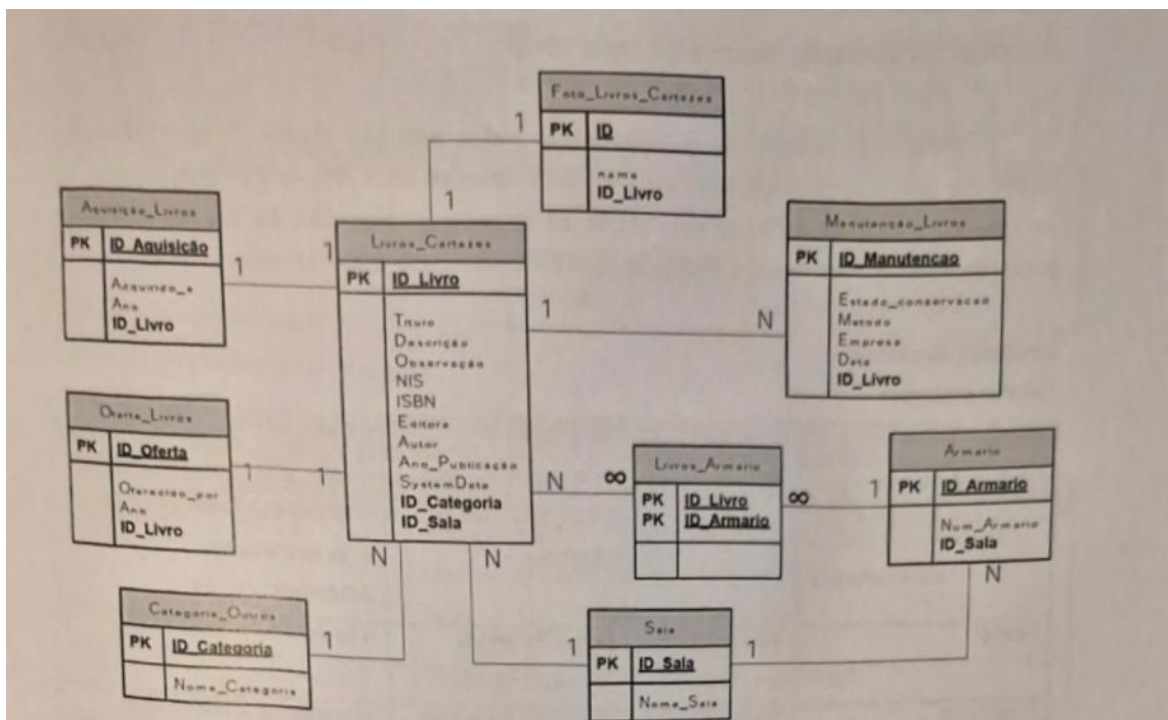 Foto_Livros_Cartazes
PK ID
nome
ID_Livro
1
1
Aquisição_Livros
PK ID_Aquisição
Adquirido_a
Ano
ID_Livro
1
1
Livros_Cartazes
PK ID_Livro
Titulo
Descrição
Observação
NIS
ISBN
Editora
Autor
Ano_Publicação
SystemDate
ID_Categoria
ID_Sala
Manutenção_Livros
PK ID_Manutencao
Estado_conservacao
Metodo
Empresa
Data
ID_Livro
1
N
Oferta_Livros
PK ID_Oferta
Oferecido_por
Ano
ID_Livro
1
1
N
∞
Livros_Armario
PK ID_Livro
PK ID_Armario
∞
1
Armario
PK ID_Armario
Num_Armario
ID_Sala
N
N
N
Categoria_Outros
PK ID_Categoria
Nome_Categoria
1
1
Sala
PK ID_Sala
Nome_Sala
1